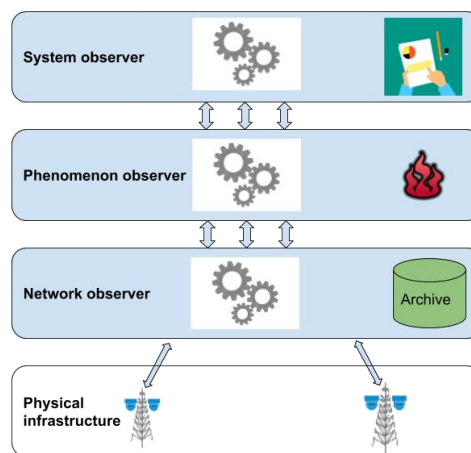 System observer
Phenomenon observer
Network observer
Archive
Physical
infrastructure